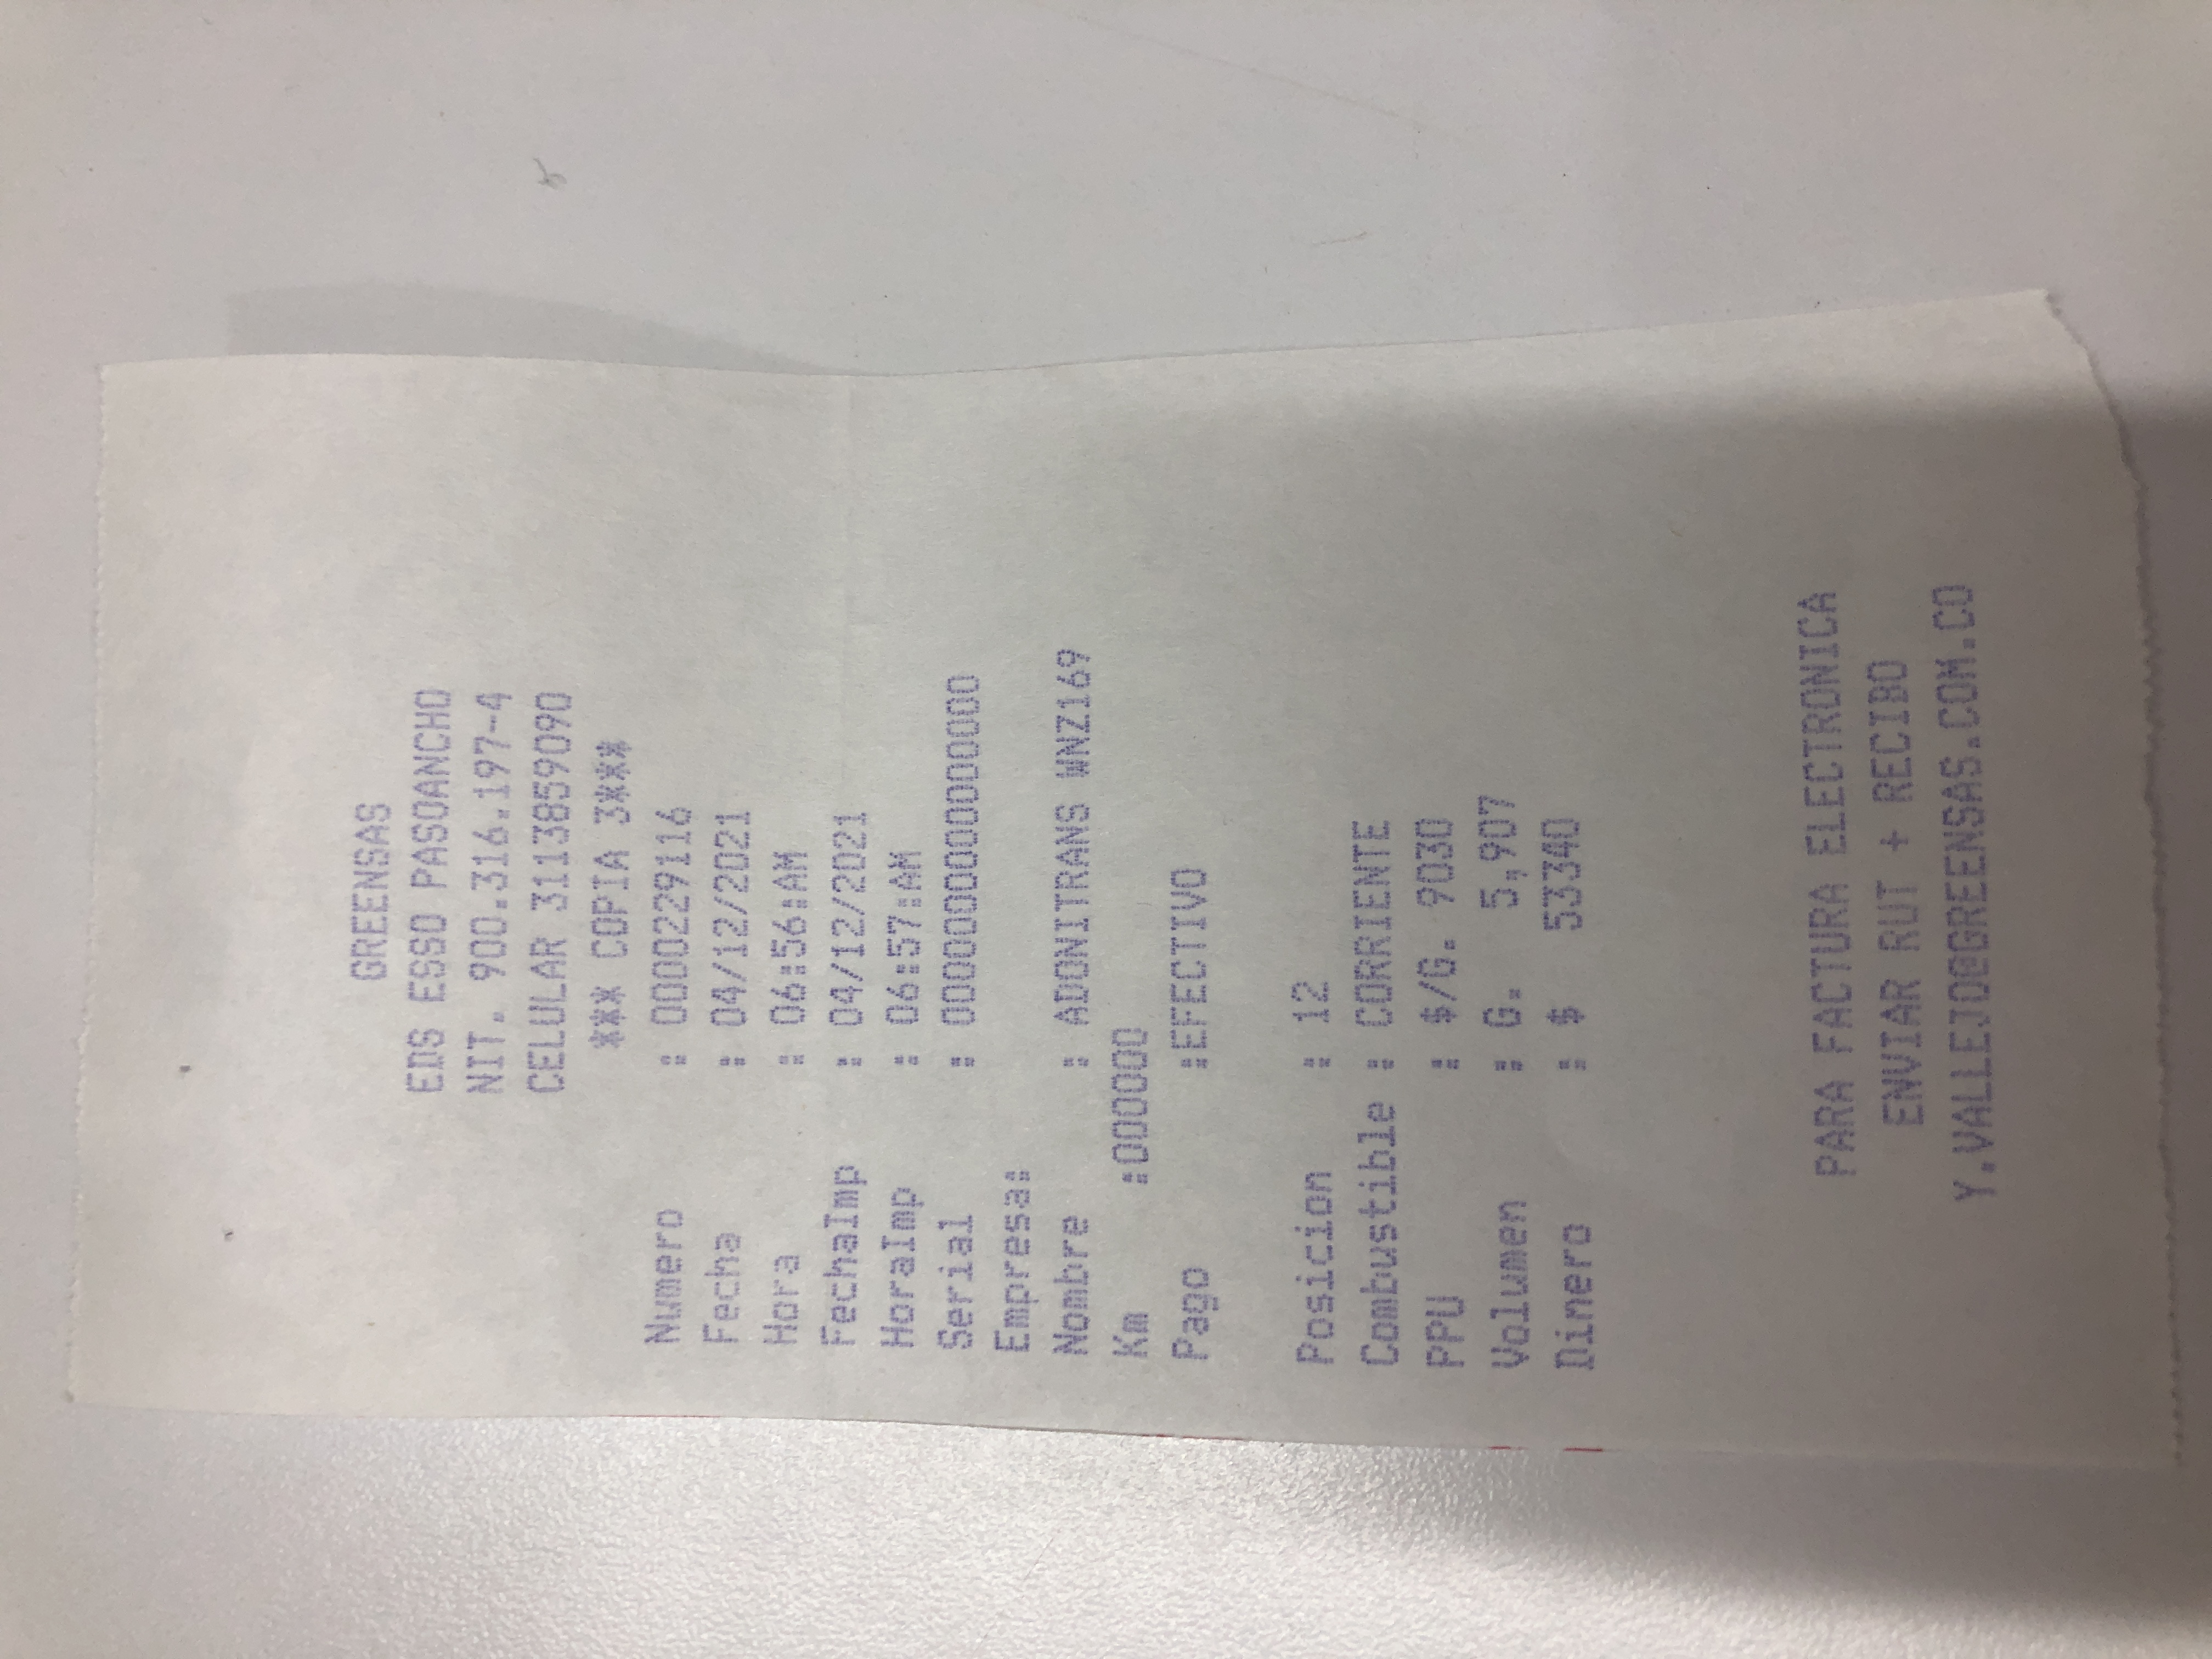 GREENSAS
EDS ESSO PASOANCHO
NIT. 900.316.197-4
CELULAR 3113859090
*** COPIA 3***
Numero : 0000229116
Fecha : 04/12/2021
Hora : 06:56:AM
FechaImp : 04/12/2021
HoraImp : 06:57:AM
Serial : 0000000000000000
Empresa:
Nombre : ADONITRANS WNZ169
Km :000000
Pago :EFECTIVO
Posicion : 12
Combustible : CORRIENTE
PPU : $/G. 9030
Volumen : G. 5,907
Dinero : $ 53340
PARA FACTURA ELECTRONICA
ENVIAR RUT + RECIBO
Y.VALLEJO@GREENSAS.COM.CO